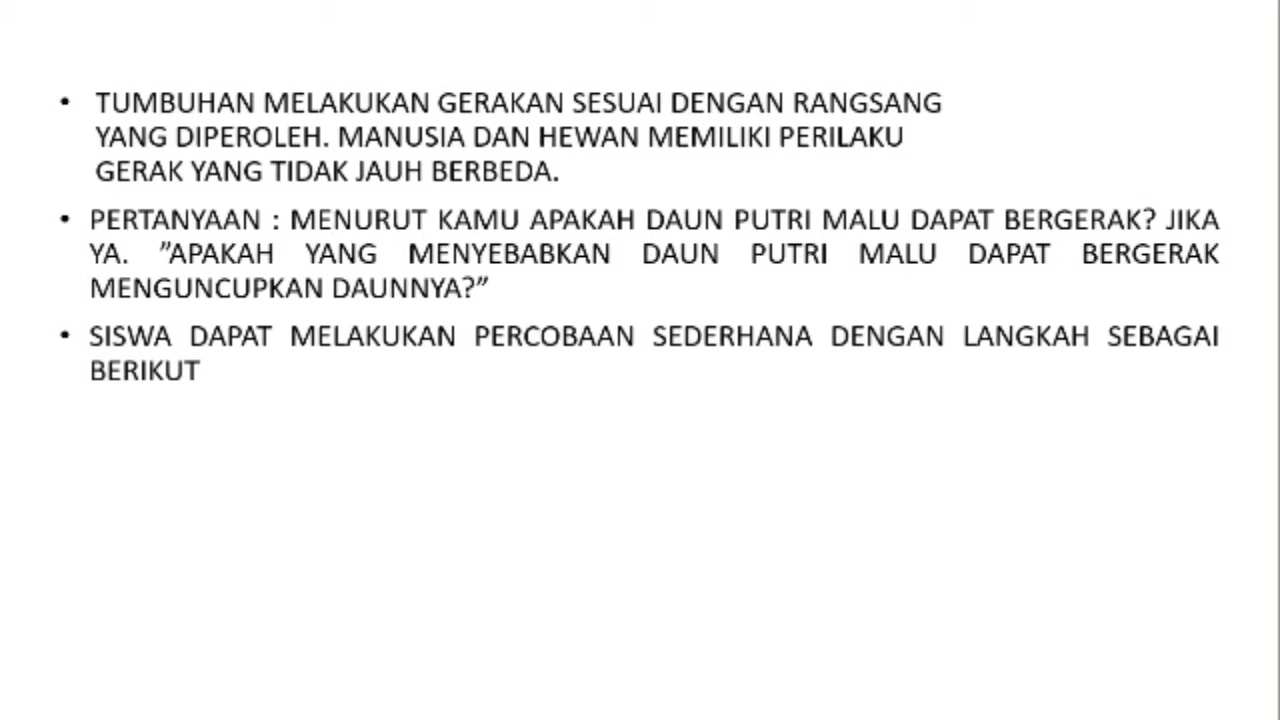 • TUMBUHAN MELAKUKAN GERAKAN SESUAI DENGAN RANGSANG
YANG DIPEROLEH. MANUSIA DAN HEWAN MEMILIKI PERILAKU
GERAK YANG TIDAK JAUH BERBEDA.
• PERTANYAAN : MENURUT KAMU APAKAH DAUN PUTRI MALU DAPAT BERGERAK? JIKA
YA. ”APAKAH YANG MENYEBABKAN DAUN PUTRI MALU DAPAT BERGERAK
MENGUNCUPKAN DAUNNYA?”
• SISWA DAPAT MELAKUKAN PERCOBAAN SEDERHANA DENGAN LANGKAH SEBAGAI
BERIKUT